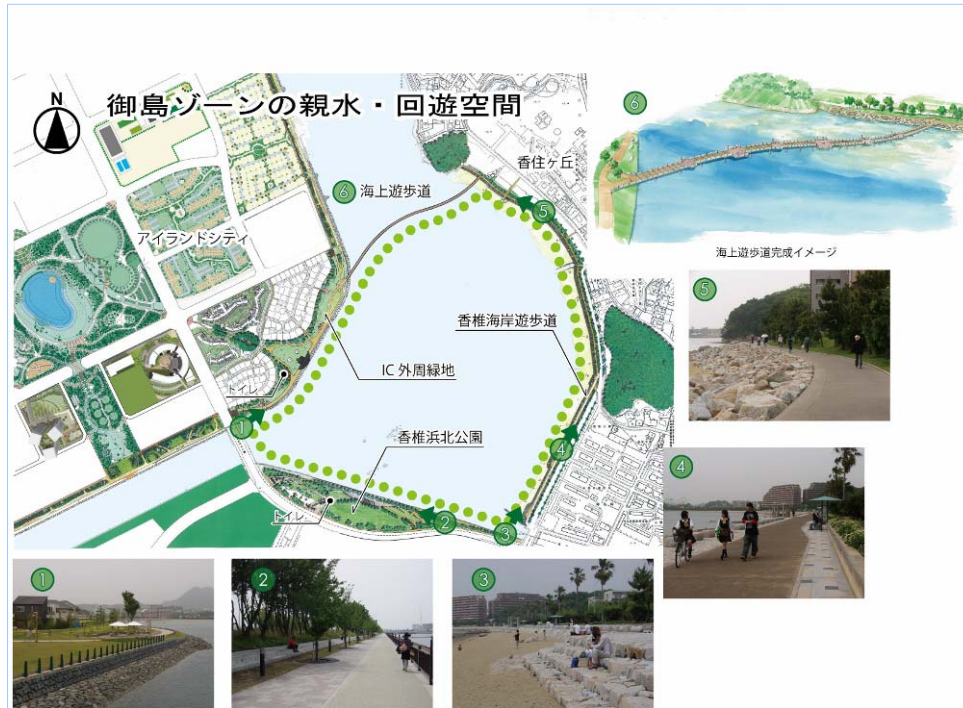 N
御島ゾーンの親水・回遊空間
⑥
香住ヶ丘
⑥ 海上遊歩道
⑤
アイランドシティ
海上遊歩道完成イメージ
⑤
香椎海岸遊歩道
IC 外周緑地
トイレ
①
香椎浜北公園
④
④
トイレ
②
③
①
②
③